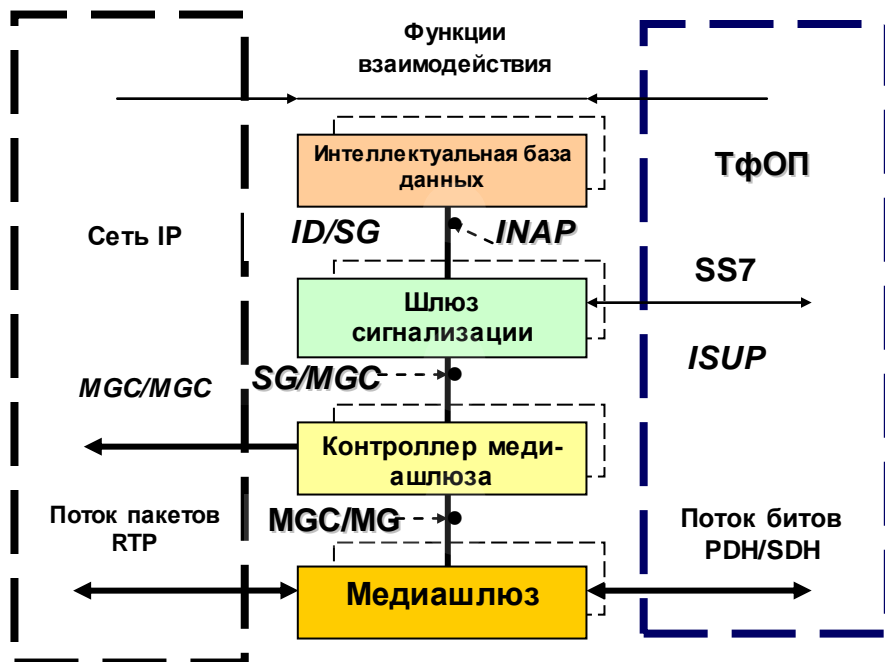 Функции
взаимодействия
Интеллектуальная база
данных
ТфОП
Сеть IP
ID/SG
INAP
SS7
Шлюз
сигнализации
ISUP
SG/MGC
MGC/MGC
Контроллер меди-
ашлюза
Поток пакетов
RTP
MGC/MG
Поток битов
PDH/SDH
Медиашлюз